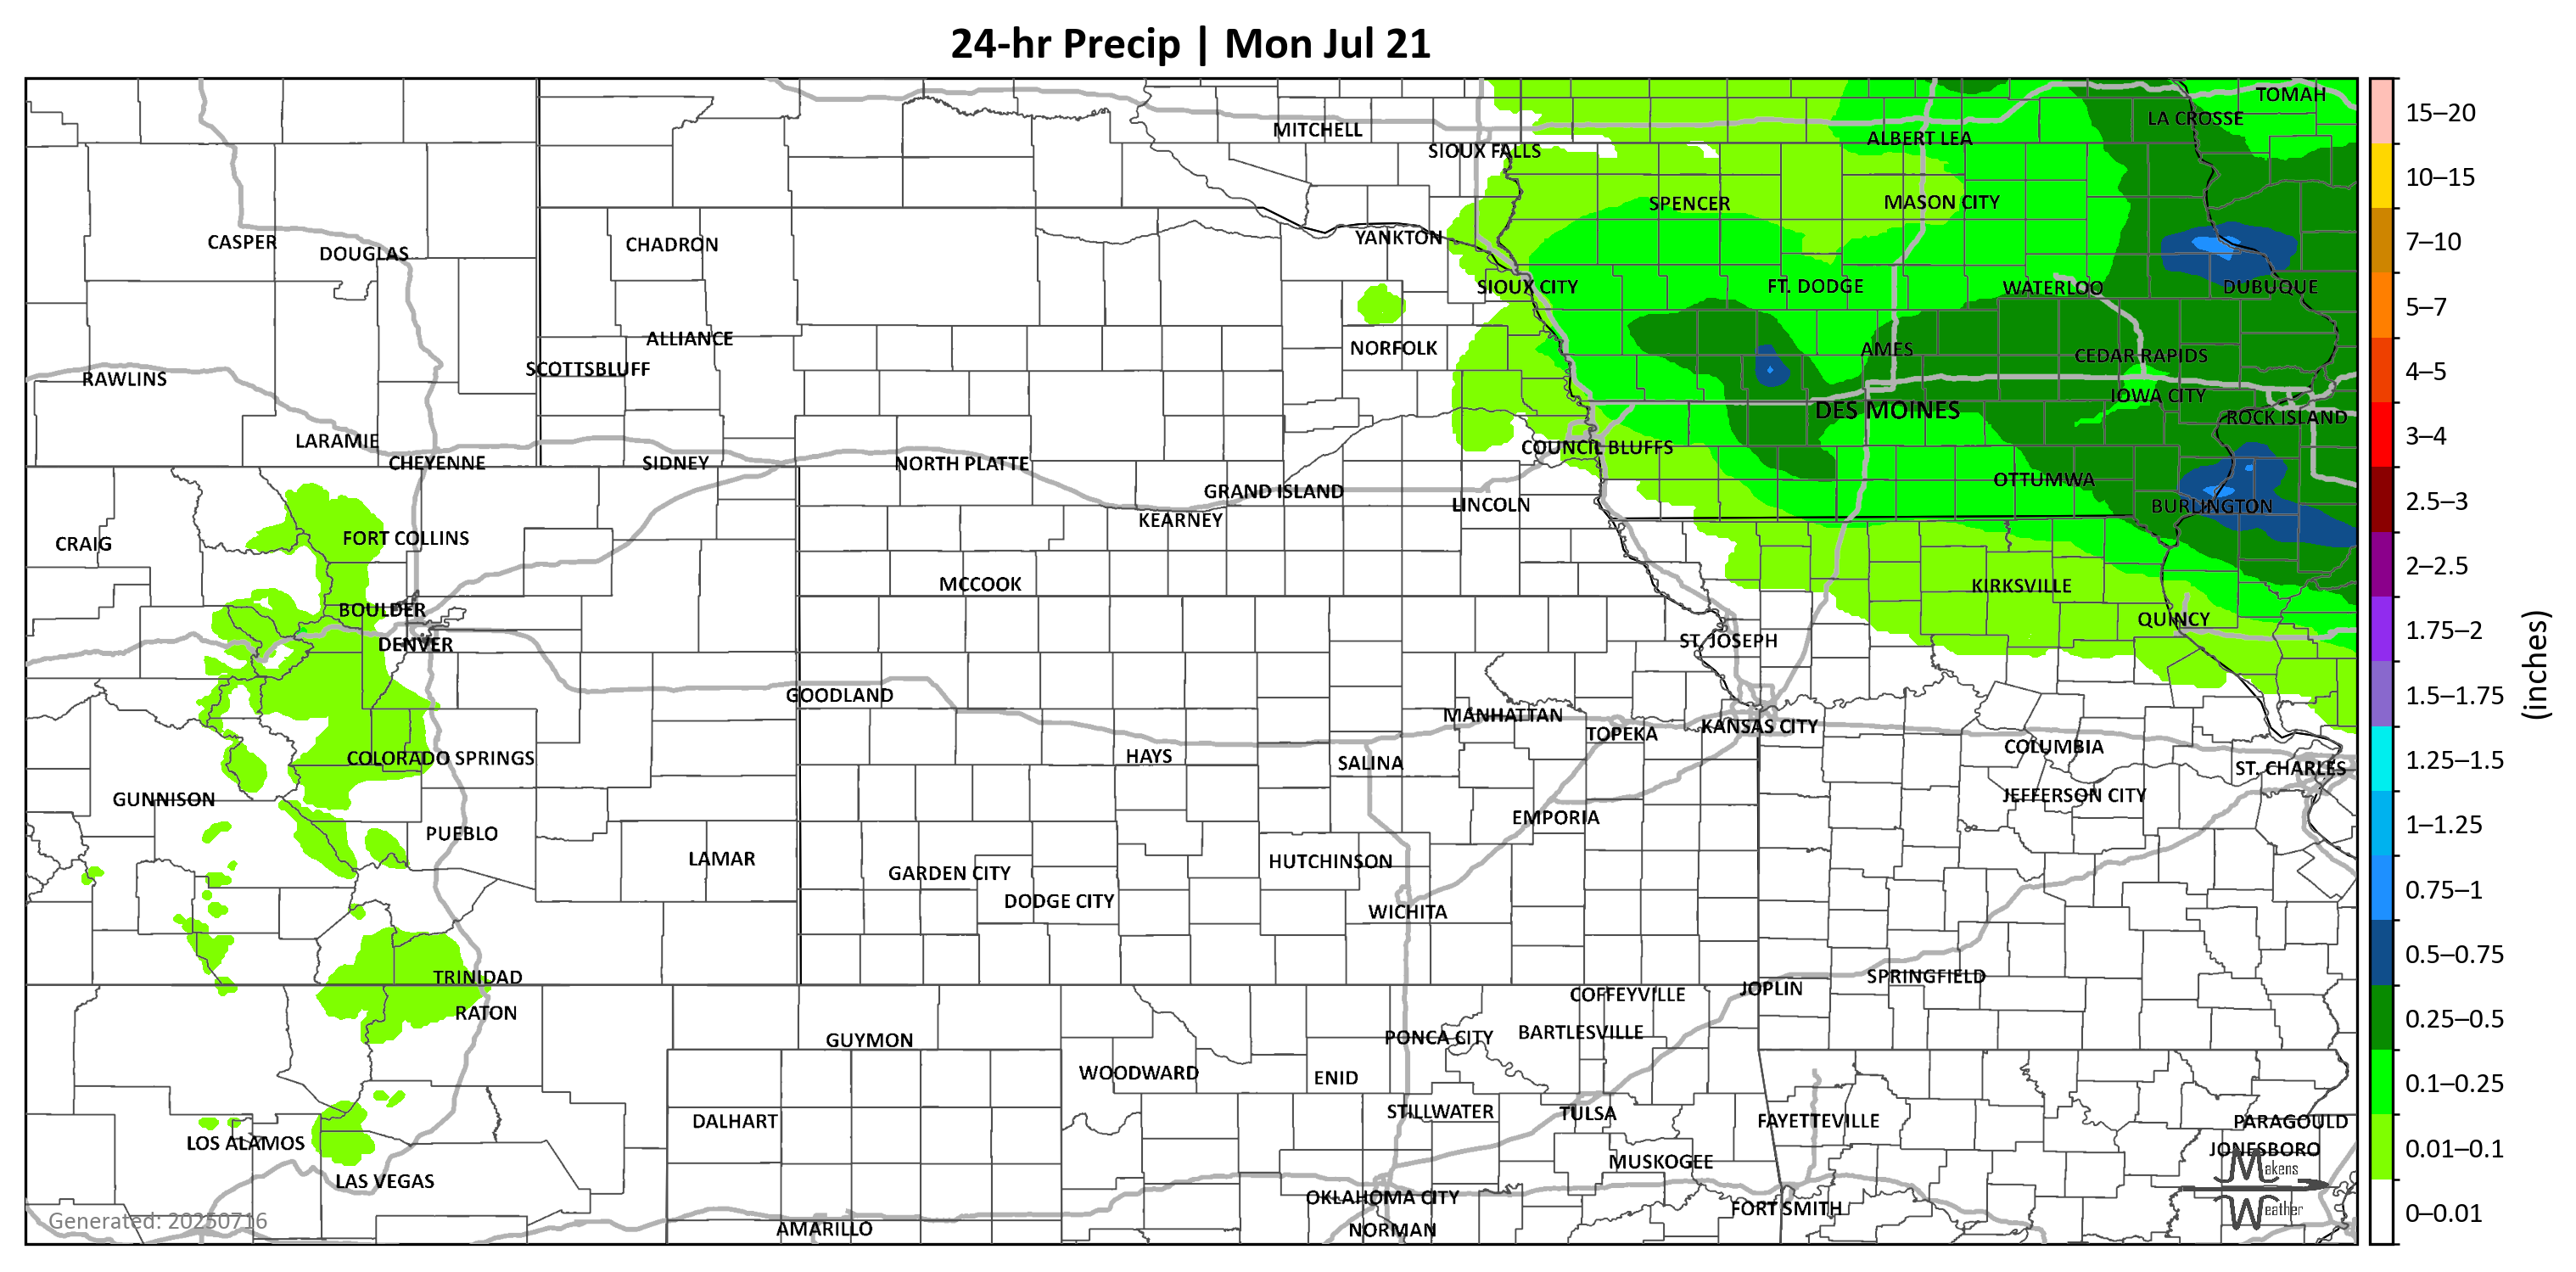 24-hr Precip | Mon Jul 21
TOMAH
LA CROSSE
MITCHELL
ALBERT LEA
SIOUX FALLS
SPENCER
MASON CITY
YANKTON
CASPER
CHADRON
DOUGLAS
SIOUX CITY
FT. DODGE
WATERLOO
DUBUQUE
ALLIANCE
NORFOLK
AMES
CEDAR RAPIDS
SCOTTSBLUFF
RAWLINS
IOWA CITY
DES MOINES
ROCK ISLAND
LARAMIE
COUNCIL BLUFFS
CHEYENNE
SIDNEY
NORTH PLATTE
OTTUMWA
GRAND ISLAND
LINCOLN
BURLINGTON
KEARNEY
FORT COLLINS
CRAIG
MCCOOK
KIRKSVILLE
BOULDER
QUINCY
DENVER
ST. JOSEPH
GOODLAND
MANHATTAN
KANSAS CITY
TOPEKA
COLUMBIA
COLORADO SPRINGS
HAYS
SALINA
ST. CHARLES
GUNNISON
JEFFERSON CITY
EMPORIA
PUEBLO
LAMAR
HUTCHINSON
GARDEN CITY
DODGE CITY
WICHITA
TRINIDAD
SPRINGFIELD
JOPLIN
COFFEYVILLE
RATON
BARTLESVILLE
PONCA CITY
GUYMON
WOODWARD
ENID
STILLWATER
TULSA
DALHART
FAYETTEVILLE
PARAGOULD
LOS ALAMOS
JONESBORO
MUSKOGEE
Makens
LAS VEGAS
OKLAHOMA CITY
FORT SMITH
Weather
Generated: 20250716
AMARILLO
NORMAN
15–20
10–15
7–10
5–7
4–5
3–4
2.5–3
2–2.5
1.75–2
1.5–1.75
1.25–1.5
1–1.25
0.75–1
0.5–0.75
0.25–0.5
0.1–0.25
0.01–0.1
0–0.01
(inches)